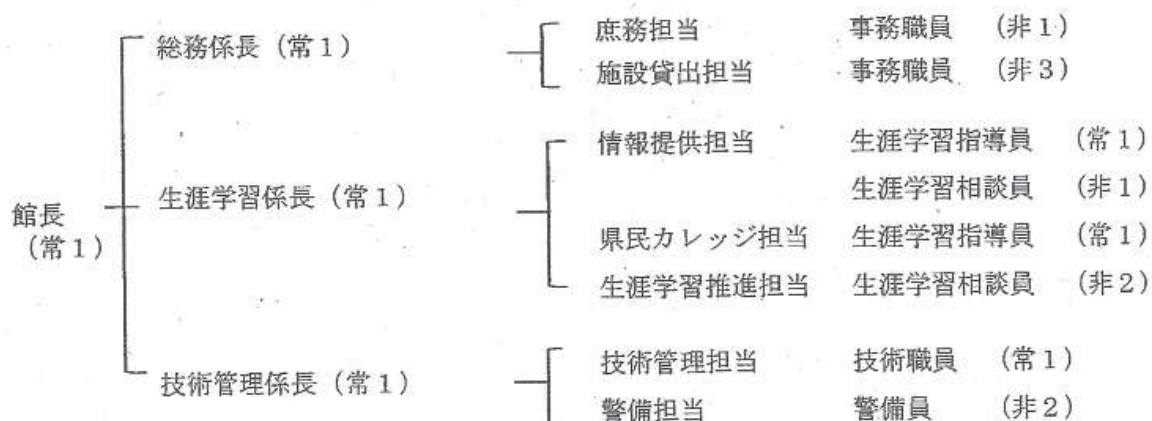 総務係長（常１） 庶務担当 事務職員 （非１）
施設貸出担当 事務職員 （非３）
情報提供担当 生涯学習指導員 （常１）
生涯学習相談員 （非１）
館長 生涯学習係長（常１）
（常１） 県民カレッジ担当 生涯学習指導員 （常１）
生涯学習推進担当 生涯学習相談員 （非２）
技術管理係長（常１） 技術管理担当 技術職員 （常１）
警備担当 警備員 （非２）